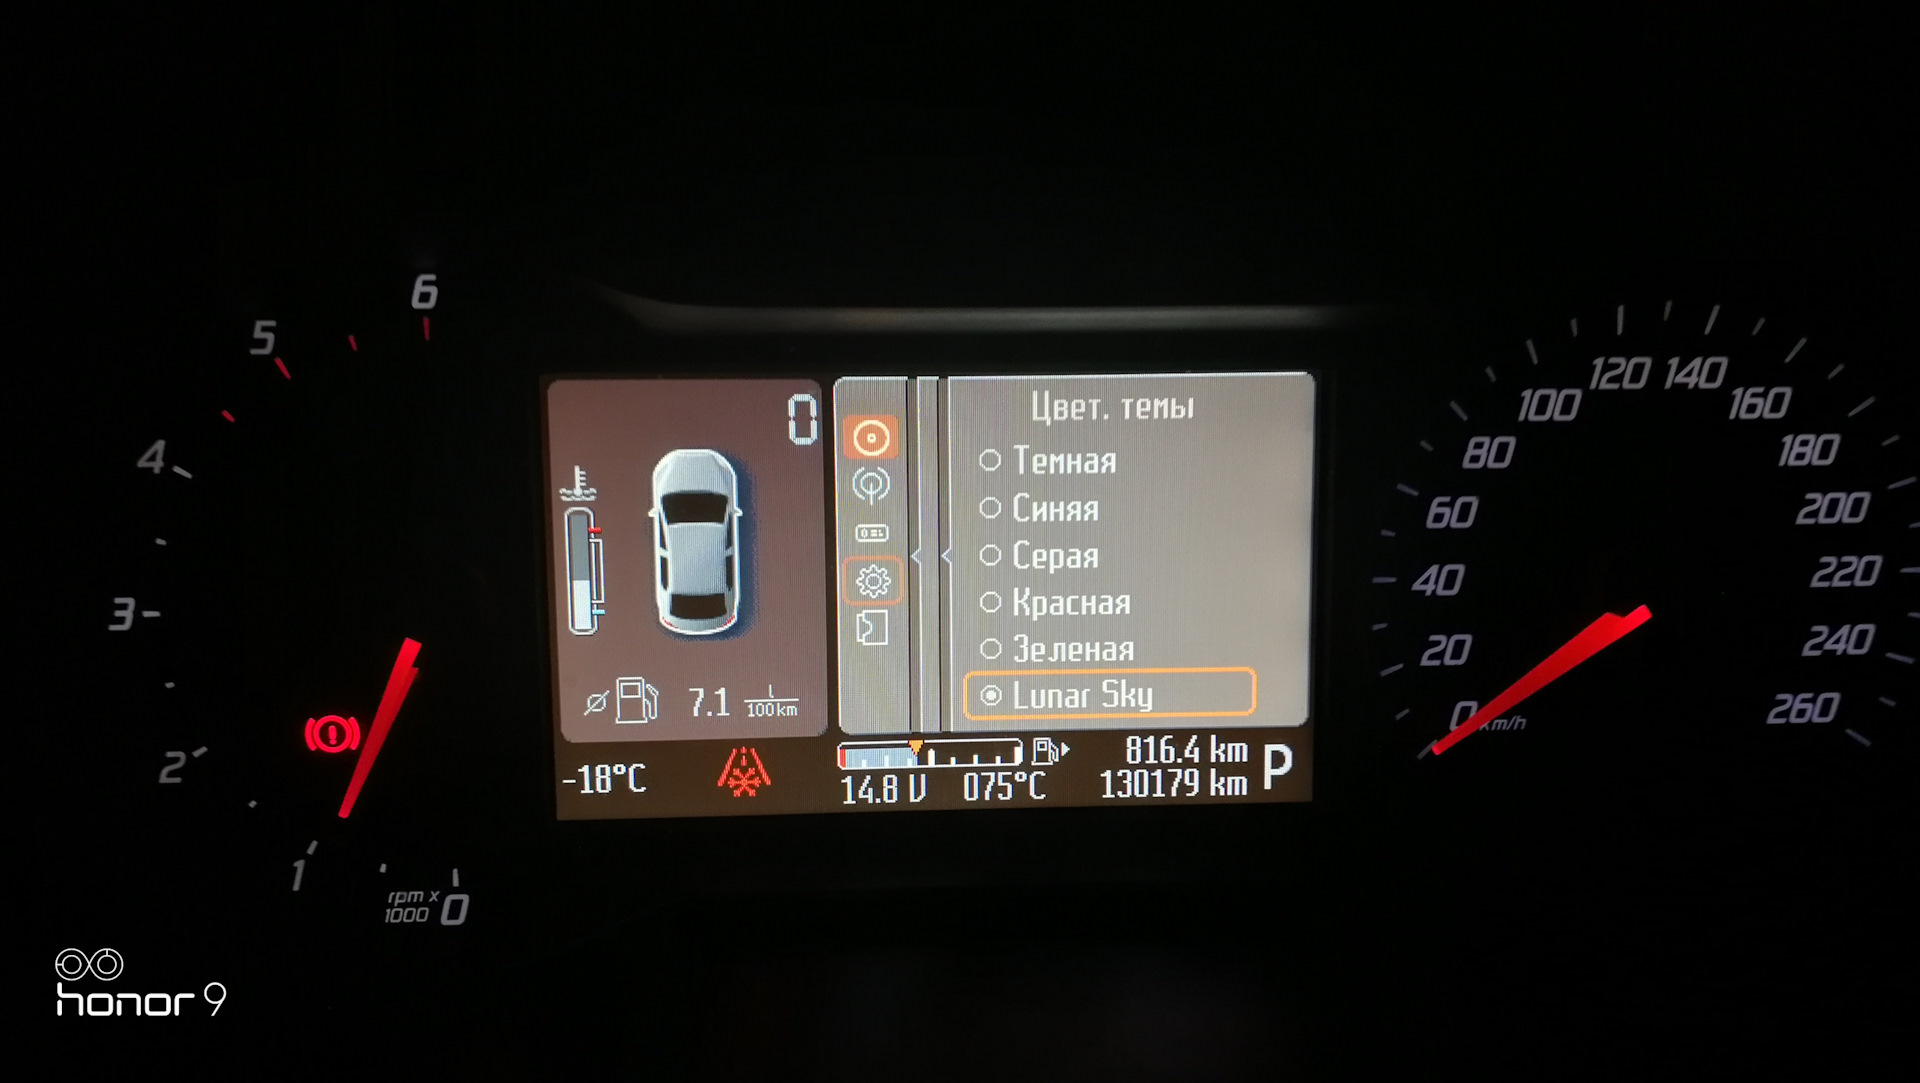 6
5
4
3
2
1
rpm x
1000
0
0
7.1 l
100km
-18°C
Цвет. темы
Темная
Синяя
Серая
Красная
Зеленая
Lunar Sky
14.8 V 075°C
816.4 km
130179 km
P
0
km/h
20
40
60
80
100
120
140
160
180
200
220
240
260
honor 9